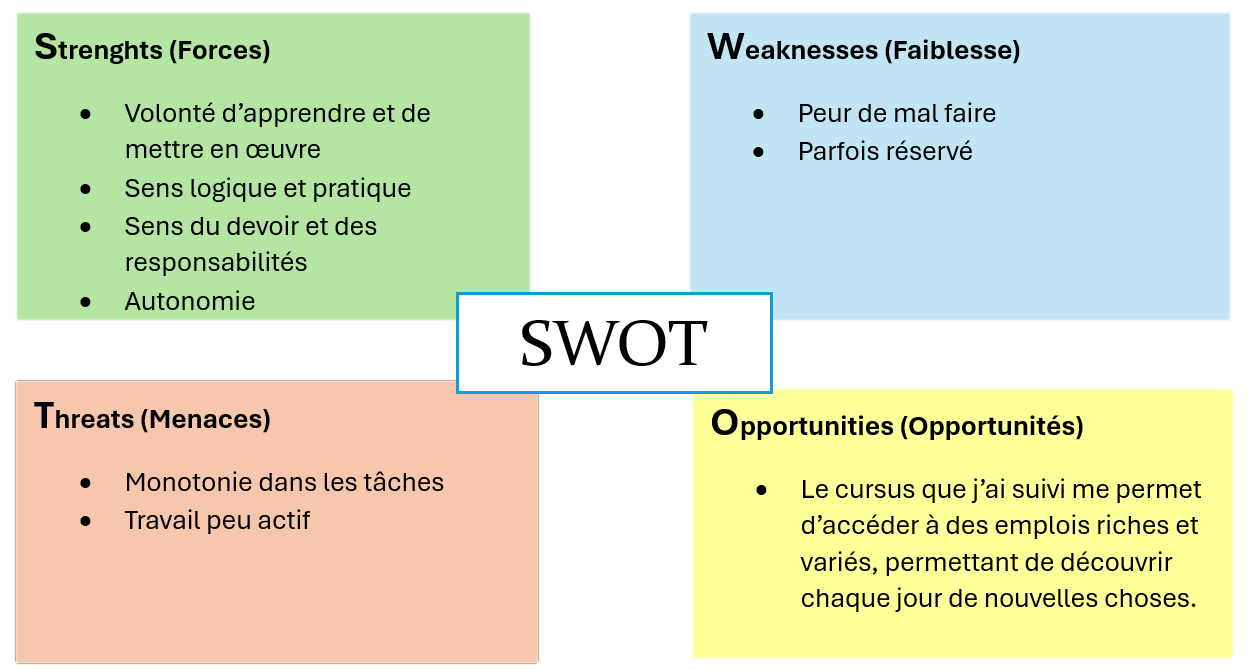 Strenghts (Forces)
• Volonté d’apprendre et de
mettre en œuvre
• Sens logique et pratique
• Sens du devoir et des
responsabilités
• Autonomie
Weaknesses (Faiblesse)
• Peur de mal faire
• Parfois réservé
SWOT
Threats (Menaces)
• Monotonie dans les tâches
• Travail peu actif
Opportunities (Opportunités)
• Le cursus que j’ai suivi me permet
d’accéder à des emplois riches et
variés, permettant de découvrir
chaque jour de nouvelles choses.